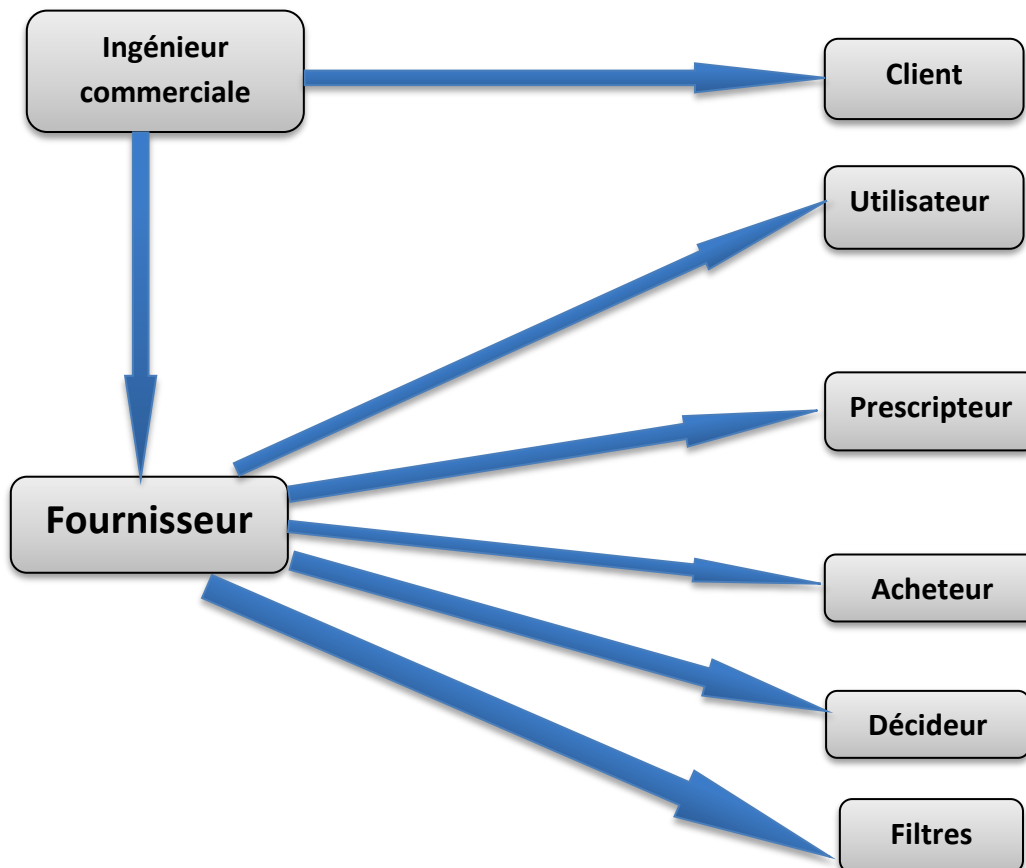 Ingénieur
commerciale
Client
Utilisateur
Prescripteur
Fournisseur
Acheteur
Décideur
Filtres